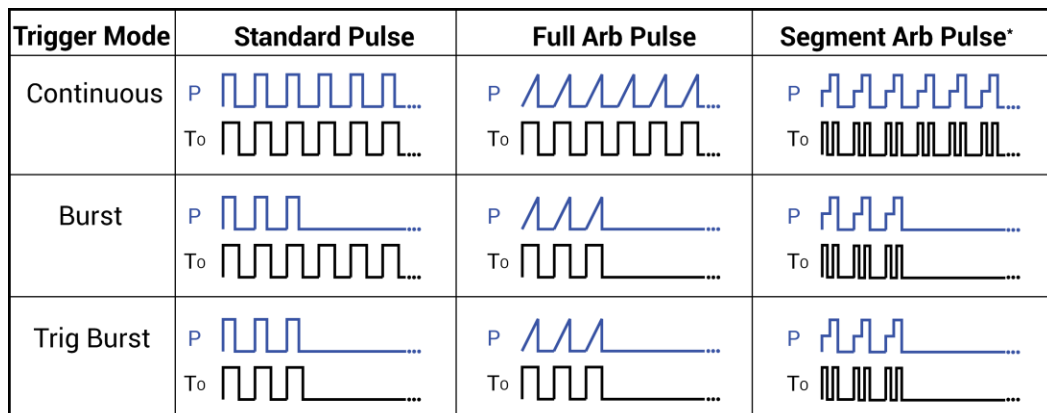 Trigger Mode Standard Pulse Full Arb Pulse Segment Arb Pulse*
Continuous P P P
To To To
Burst P P P
To To To
Trig Burst P P P
To To To